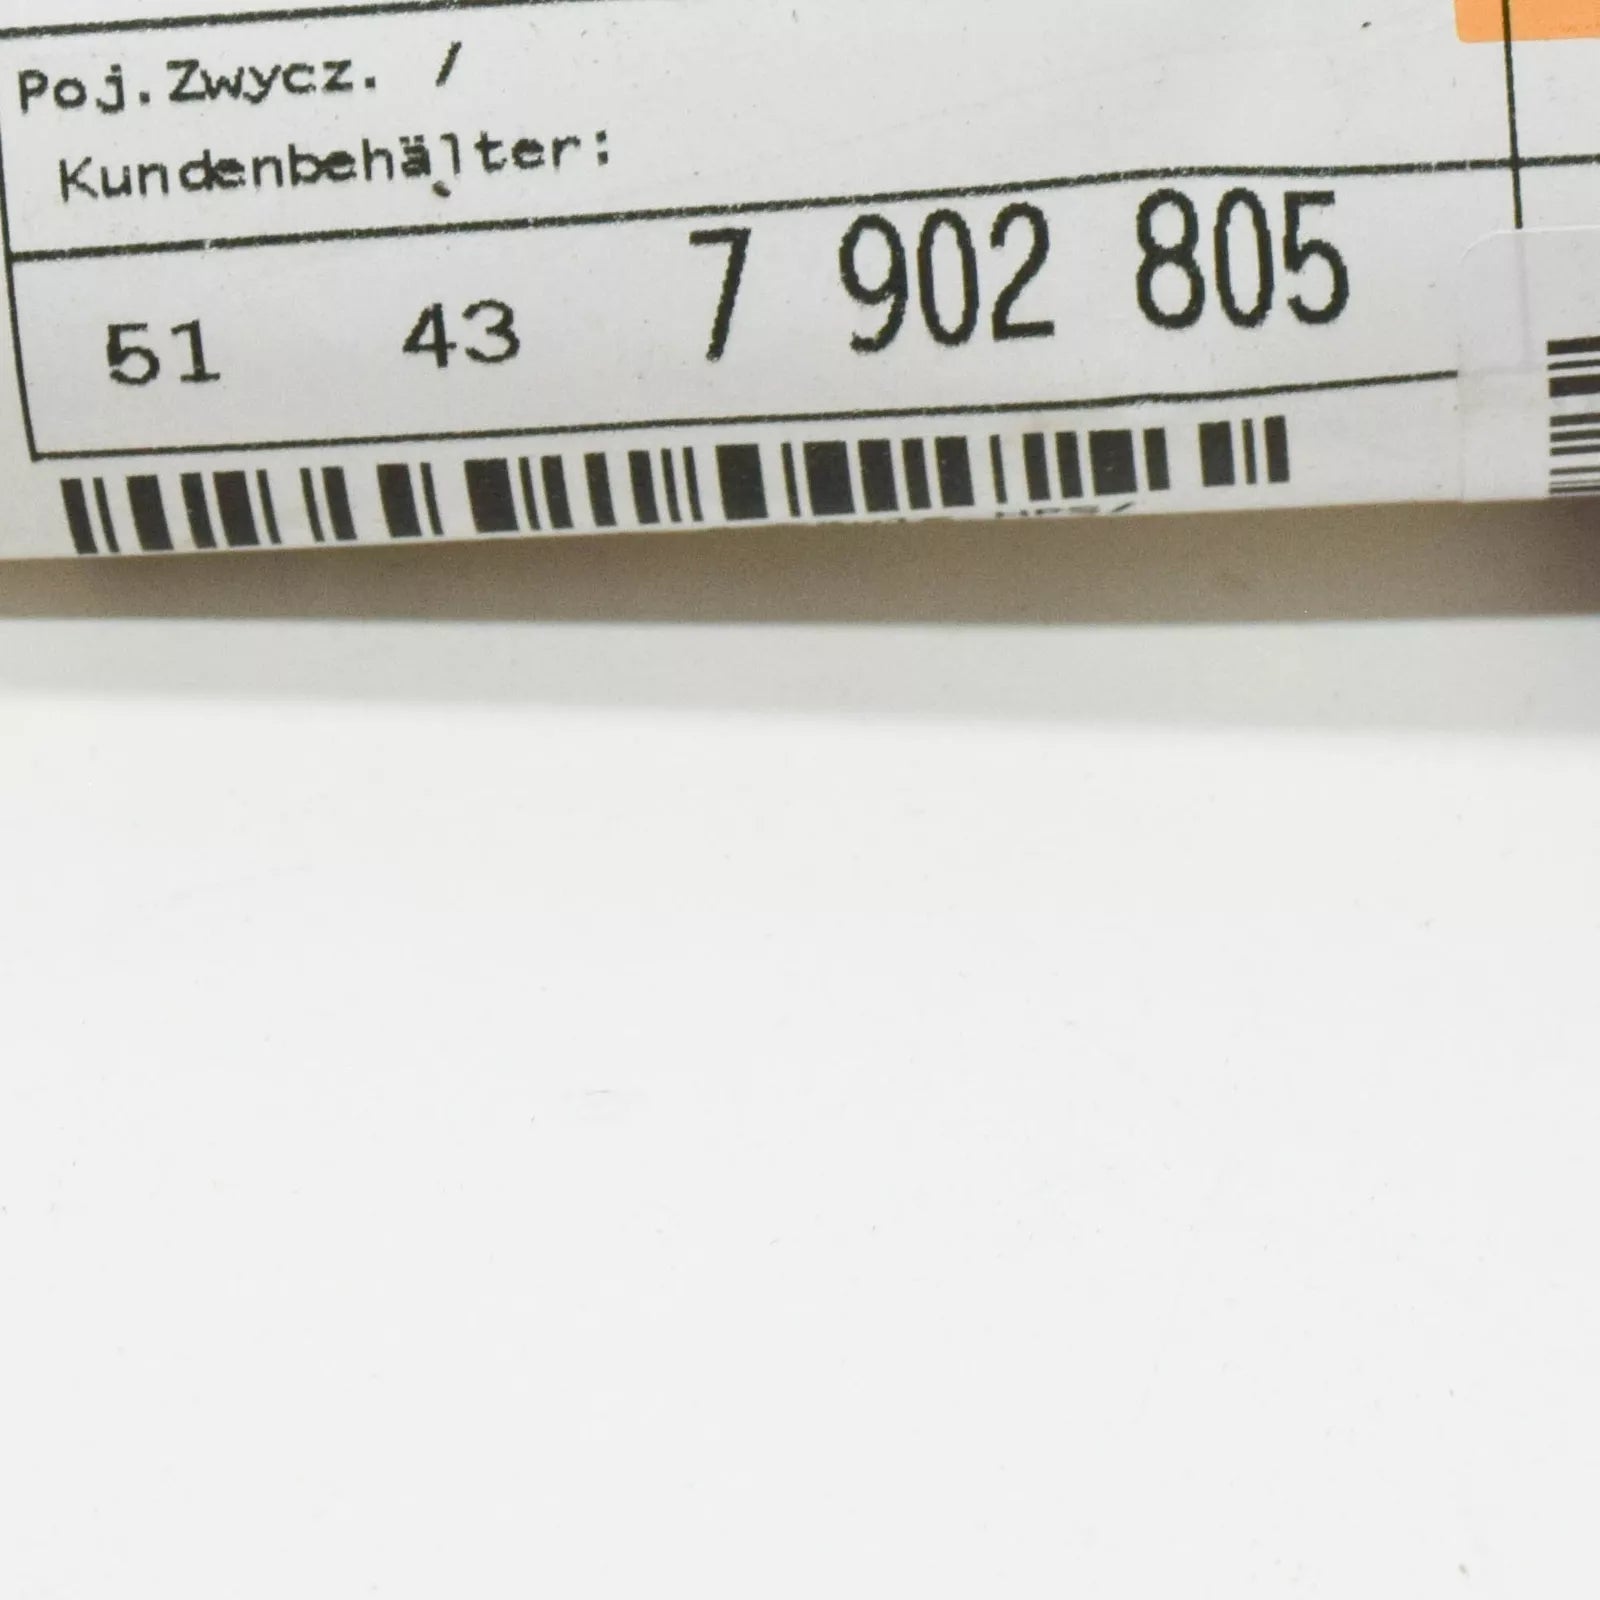 Poj.Zwycz. /
Kundenbehälter:
51 43 7 902 805